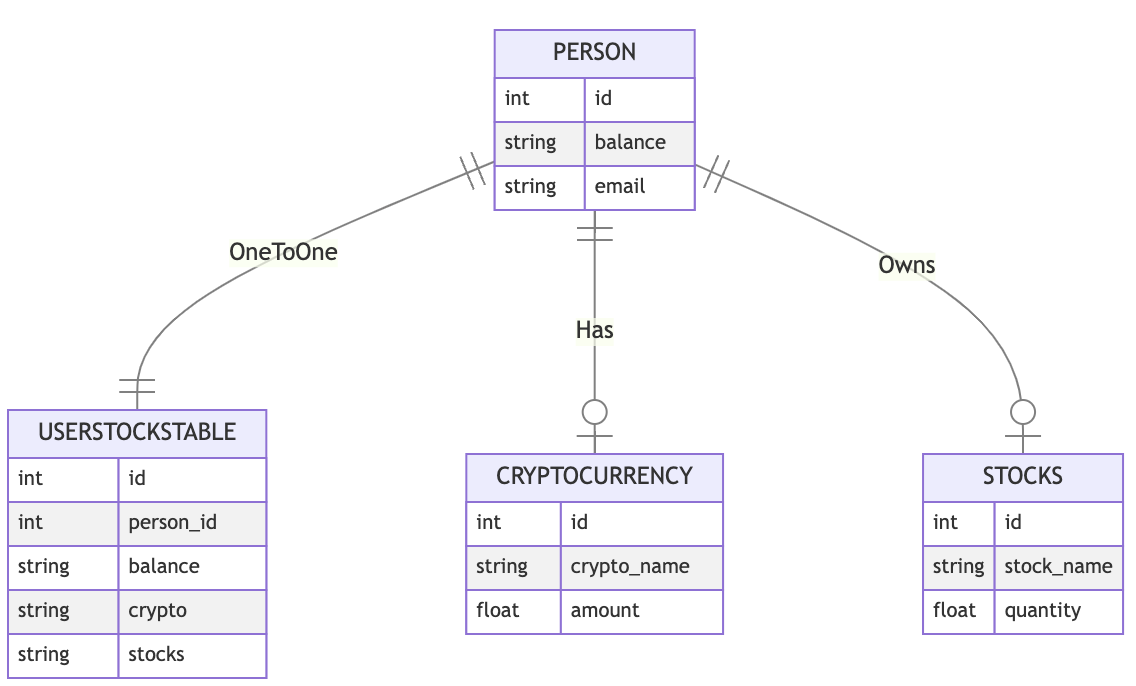 PERSON
int id
string balance
string email
OneToOne
Owns
Has
USERSTOCKSTABLE
int id
int person_id
string balance
string crypto
string stocks
CRYPTOCURRENCY
int id
string crypto_name
float amount
STOCKS
int id
string stock_name
float quantity